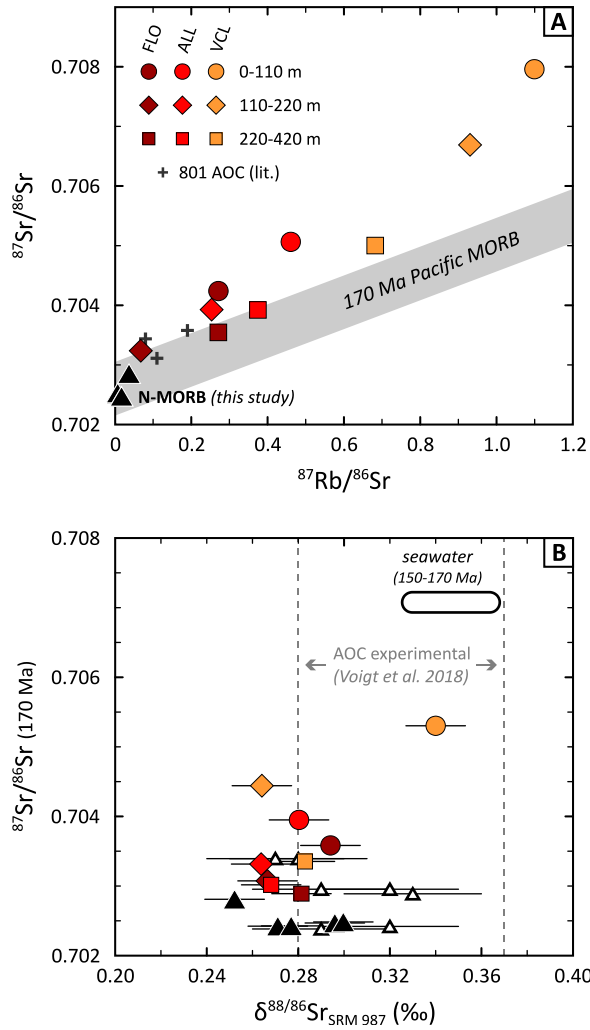 A
FLO ALL VCL
0-110 m
110-220 m
220-420 m
801 AOC (lit.)
170 Ma Pacific MORB
N-MORB (this study)
0.708
0.706
0.704
0.702
⁸⁷Sr/⁸⁶Sr
0 0.2 0.4 0.6 0.8 1.0 1.2
⁸⁷Rb/⁸⁶Sr
B
seawater
(150-170 Ma)
AOC experimental
(Voigt et al. 2018)
0.708
0.706
0.704
0.702
⁸⁷Sr/⁸⁶Sr (170 Ma)
0.20 0.24 0.28 0.32 0.36 0.40
δ⁸⁸/⁸⁶Sr_SRM 987 (‰)